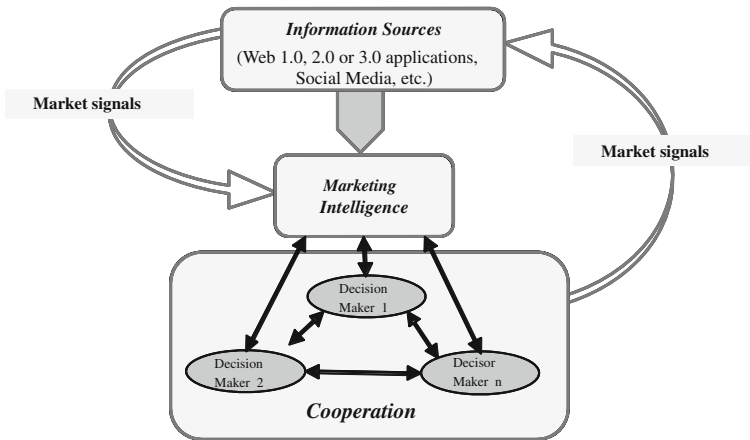 Information Sources
(Web 1.0, 2.0 or 3.0 applications,
Social Media, etc.)
Market signals
Market signals
Marketing
Intelligence
Decision
Maker 1
Decision
Maker 2
Decisor
Maker n
Cooperation